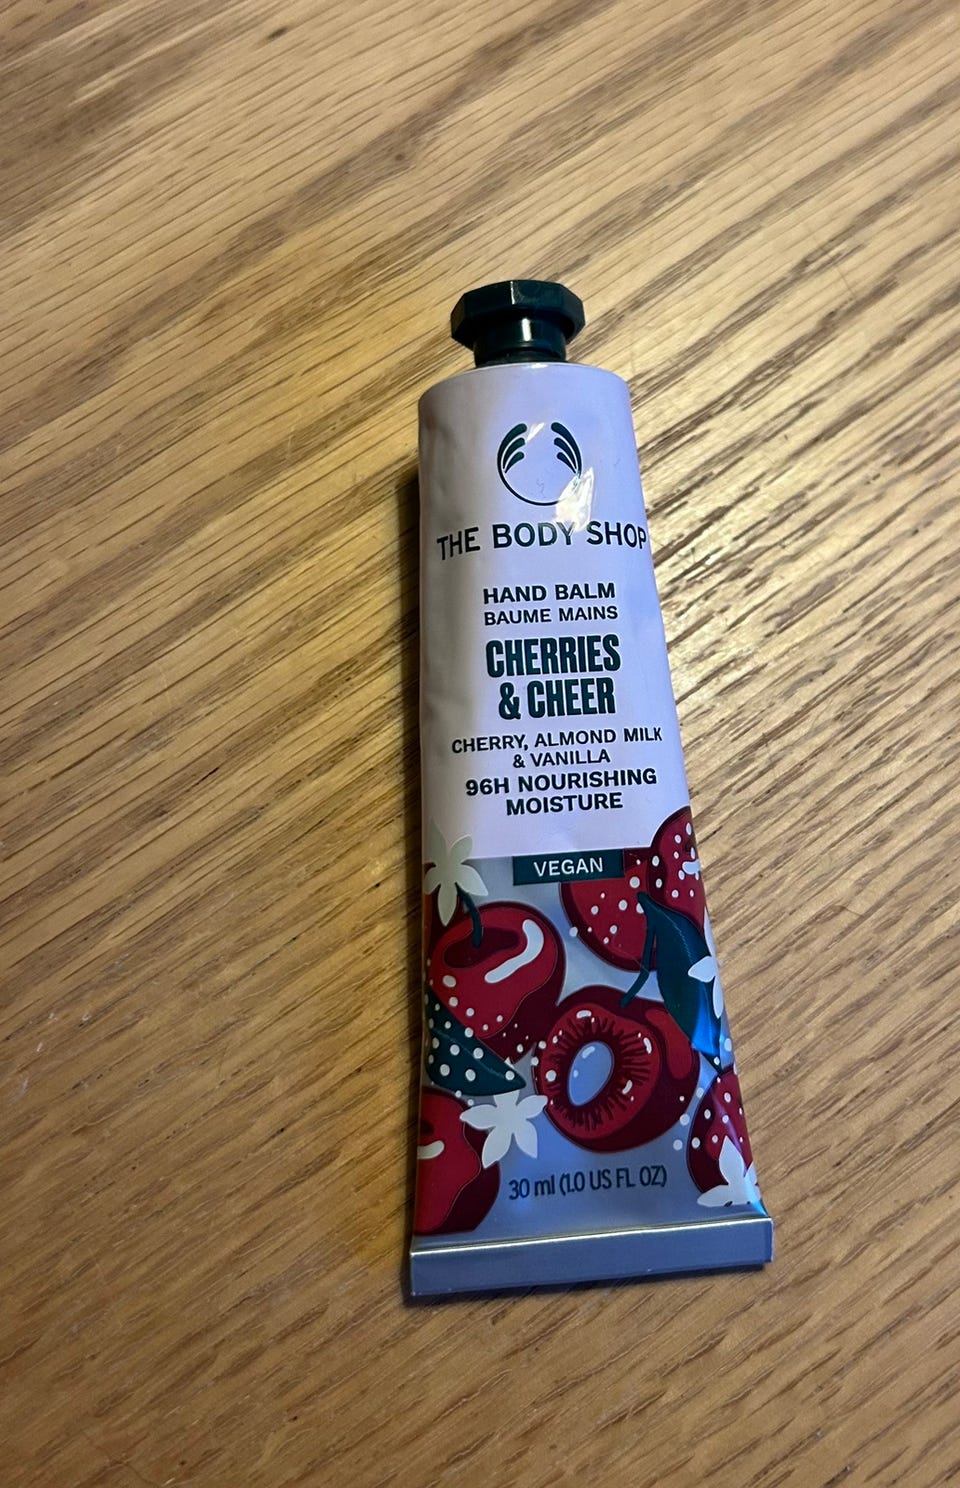 THE BODY SHOP
HAND BALM
BAUME MAINS
CHERRIES
& CHEER
CHERRY, ALMOND MILK
& VANILLA
96H NOURISHING
MOISTURE
VEGAN
30 ml (1.0 US FL OZ)